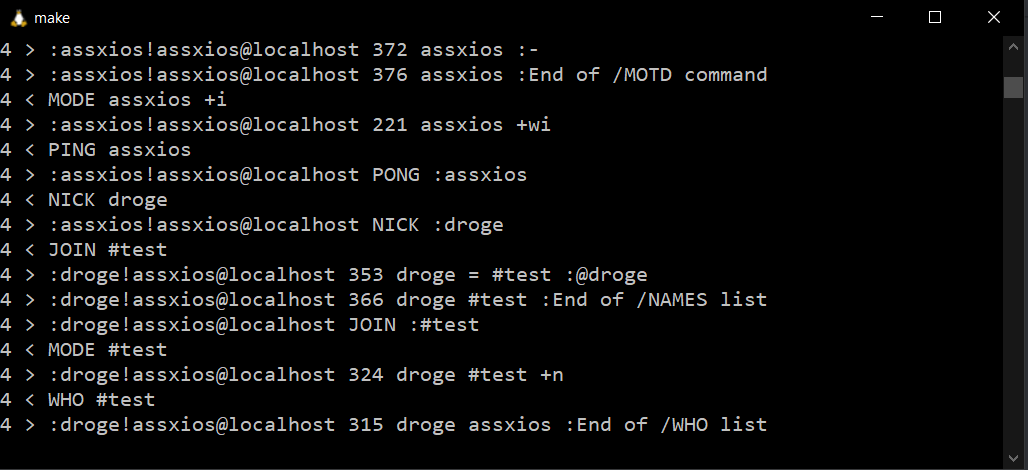 make
4 > :assxios!assxios@localhost 372 assxios :-
4 > :assxios!assxios@localhost 376 assxios :End of /MOTD command
4 < MODE assxios +i
4 > :assxios!assxios@localhost 221 assxios +wi
4 < PING assxios
4 > :assxios!assxios@localhost PONG :assxios
4 < NICK droge
4 > :assxios!assxios@localhost NICK :droge
4 < JOIN #test
4 > :droge!assxios@localhost 353 droge = #test :@droge
4 > :droge!assxios@localhost 366 droge #test :End of /NAMES list
4 > :droge!assxios@localhost JOIN :#test
4 < MODE #test
4 > :droge!assxios@localhost 324 droge #test +n
4 < WHO #test
4 > :droge!assxios@localhost 315 droge assxios :End of /WHO list